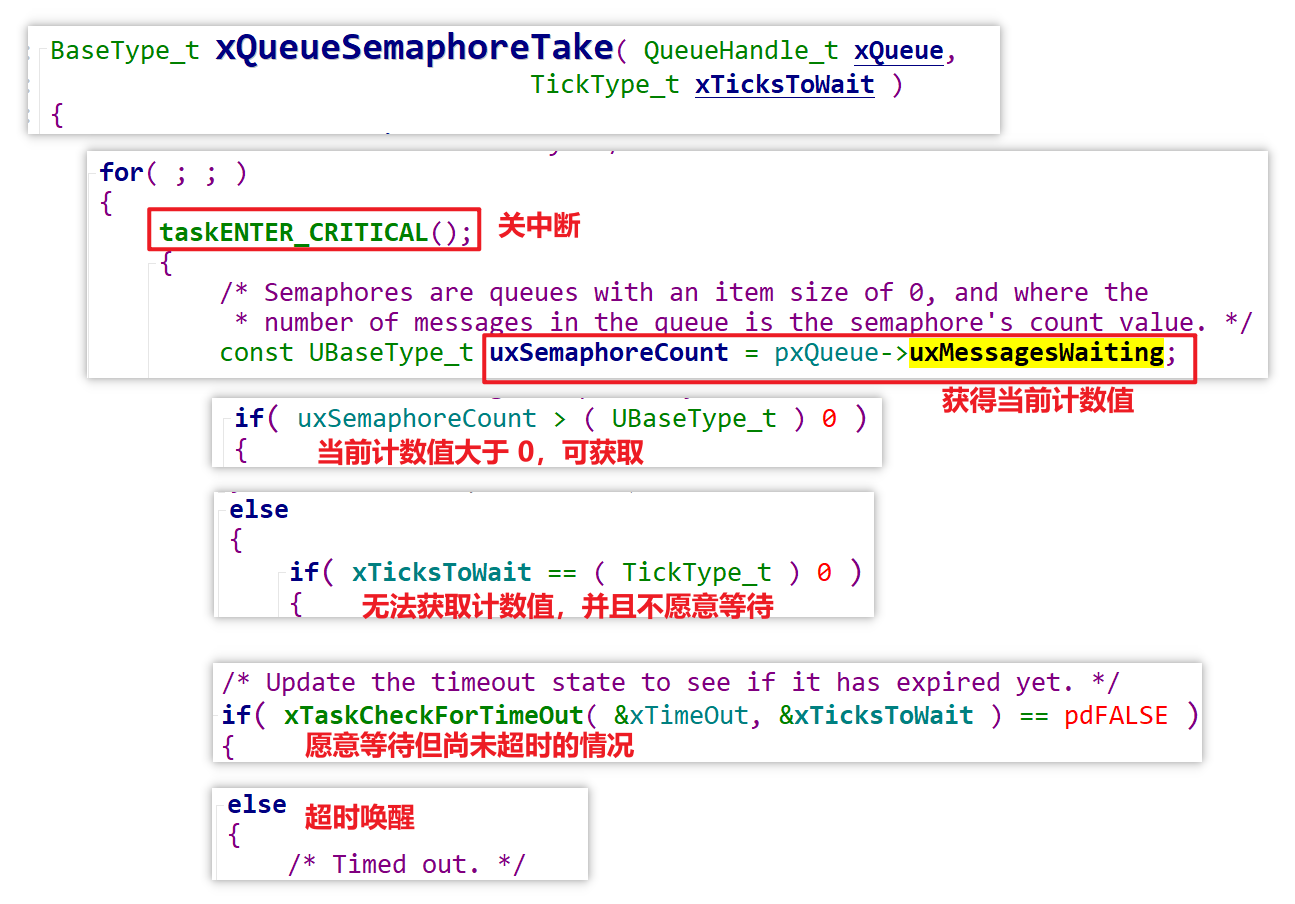 BaseType_t xQueueSemaphoreTake( QueueHandle_t xQueue,
TickType_t xTicksToWait )
{
for( ; ; )
{
taskENTER_CRITICAL(); 关中断
{
/* Semaphores are queues with an item size of 0, and where the
* number of messages in the queue is the semaphore's count value. */
const UBaseType_t uxSemaphoreCount = pxQueue->uxMessagesWaiting;
获得当前计数值
if( uxSemaphoreCount > ( UBaseType_t ) 0 )
{ 当前计数值大于 0，可获取
else
{
if( xTicksToWait == ( TickType_t ) 0 )
{ 无法获取计数值，并且不愿意等待
/* Update the timeout state to see if it has expired yet. */
if( xTaskCheckForTimeOut( &xTimeOut, &xTicksToWait ) == pdFALSE )
{ 愿意等待但尚未超时的情况
else 超时唤醒
{
/* Timed out. */